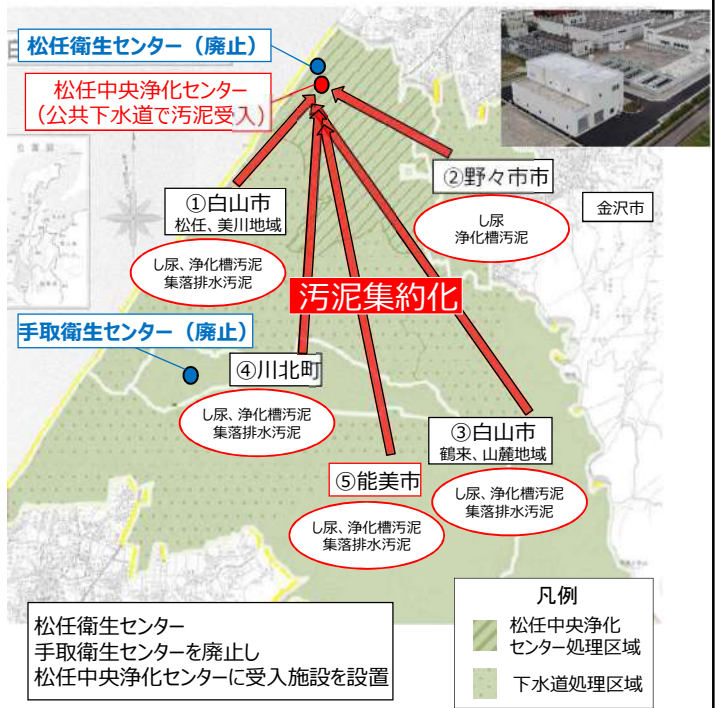 松任衛生センター（廃止）
松任中央浄化センター
（公共下水道で汚泥受入）
①白山市
松任、美川地域
し尿、浄化槽汚泥
集落排水汚泥
②野々市市
し尿
浄化槽汚泥
金沢市
汚泥集約化
手取衛生センター（廃止）
④川北町
し尿、浄化槽汚泥
集落排水汚泥
③白山市
鶴来、山麓地域
し尿、浄化槽汚泥
集落排水汚泥
⑤能美市
し尿、浄化槽汚泥
集落排水汚泥
松任衛生センター
手取衛生センターを廃止し
松任中央浄化センターに受入施設を設置
凡例
松任中央浄化
センター処理区域
下水道処理区域